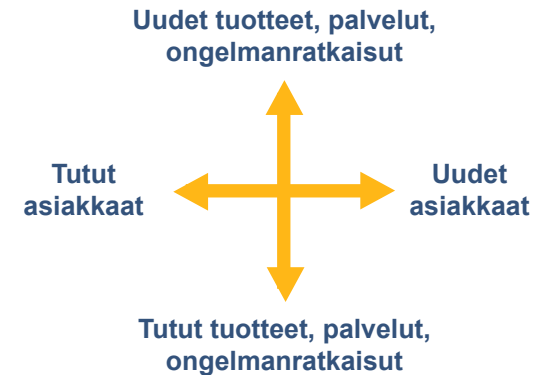 Uudet tuotteet, palvelut,
ongelmanratkaisut
Tutut
asiakkaat
Uudet
asiakkaat
Tutut tuotteet, palvelut,
ongelmanratkaisut